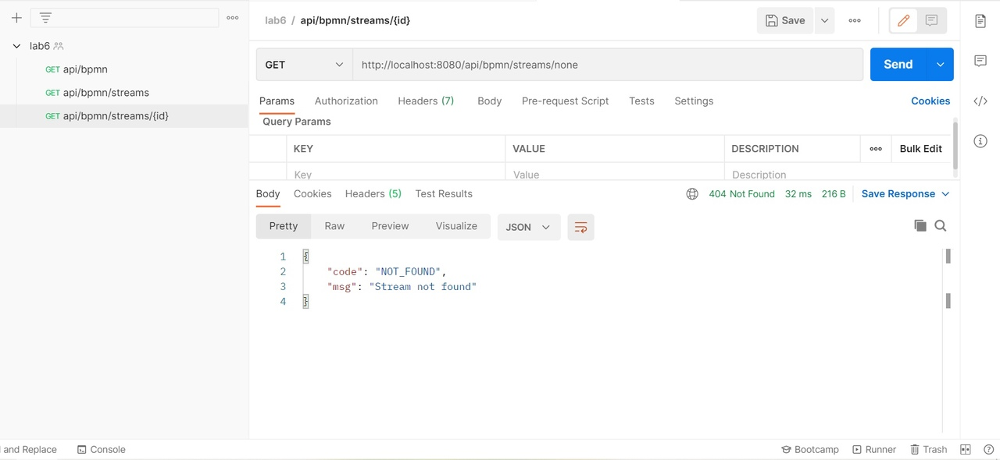 lab6 / api/bpmn/streams/{id}
Save
lab6
GET api/bpmn
GET api/bpmn/streams
GET api/bpmn/streams/{id}
GET
http://localhost:8080/api/bpmn/streams/none
Send
Params Authorization Headers (7) Body Pre-request Script Tests Settings Cookies
Query Params
KEY VALUE DESCRIPTION Bulk Edit
Key Value Description
Body Cookies Headers (5) Test Results 404 Not Found 32 ms 216 B Save Response
Pretty Raw Preview Visualize JSON
1 {
2 "code": "NOT_FOUND",
3 "msg": "Stream not found"
4 }
and Replace Console Bootcamp Runner Trash